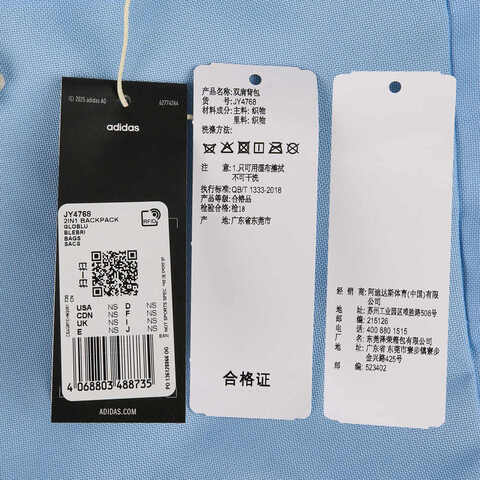 © 2025 adidas AG
62774264
adidas
JY4768
2IN1 BACKPACK
GLOBLU
BLEBRI
BAGS
SACS
RFID
USA NS D NS
CDN NS F NS
UK NS I NS
E NS J NS
4 068803 488735
ADIDAS.COM
产品名称:双肩背包
货 号:JY4768
材料成分:主料: 织物
里料: 织物
洗涤方法:
注意:1.只可用湿布擦拭
不可干洗
执行标准:QB/T 1333-2018
产品等级:合格品
检验合格:检18
产 地:广东省东莞市
合格证
经 销 商:阿迪达斯体育(中国)有限
公司
地 址:苏州工业园区艰胜路508号
邮 编:215126
电 话:400 880 1515
厂 商:东莞泽荣箱包有限公司
地 址:广东省 东莞市寮步镇寮步
金兴路425号
邮 编:523402